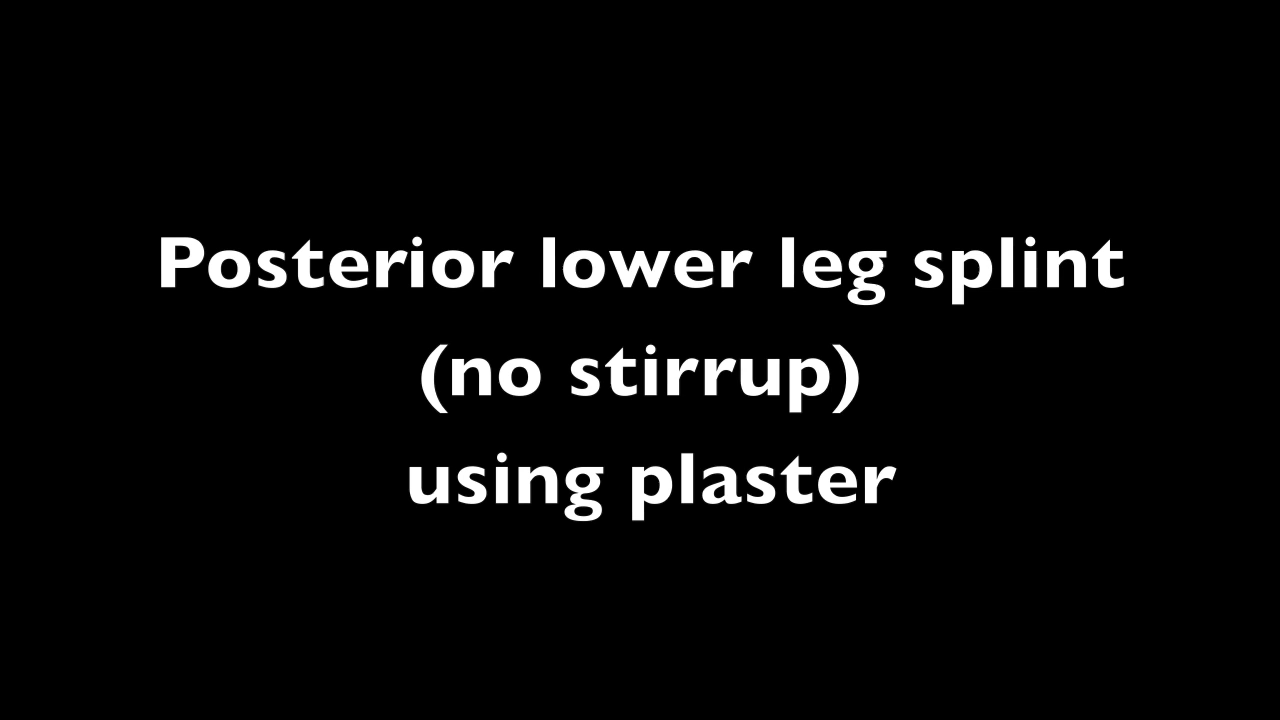 Posterior lower leg splint
(no stirrup)
using plaster